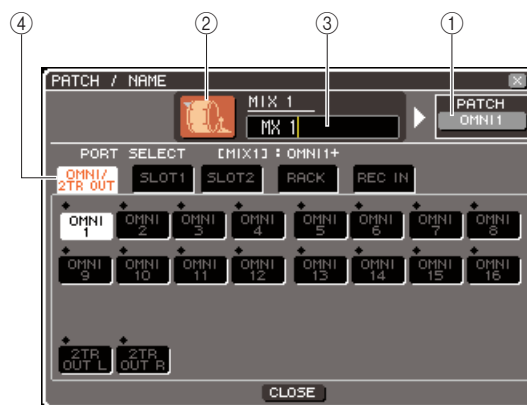 ④ ② ③ ①
PATCH / NAME
MIX 1
MX 1
PATCH
OMNI1
PORT SELECT [MIX1] : OMNI1+
OMNI/
2TR OUT
SLOT1 SLOT2 RACK REC IN
OMNI 1 OMNI 2 OMNI 3 OMNI 4 OMNI 5 OMNI 6 OMNI 7 OMNI 8
OMNI 9 OMNI 10 OMNI 11 OMNI 12 OMNI 13 OMNI 14 OMNI 15 OMNI 16
2TR OUT L 2TR OUT R
CLOSE